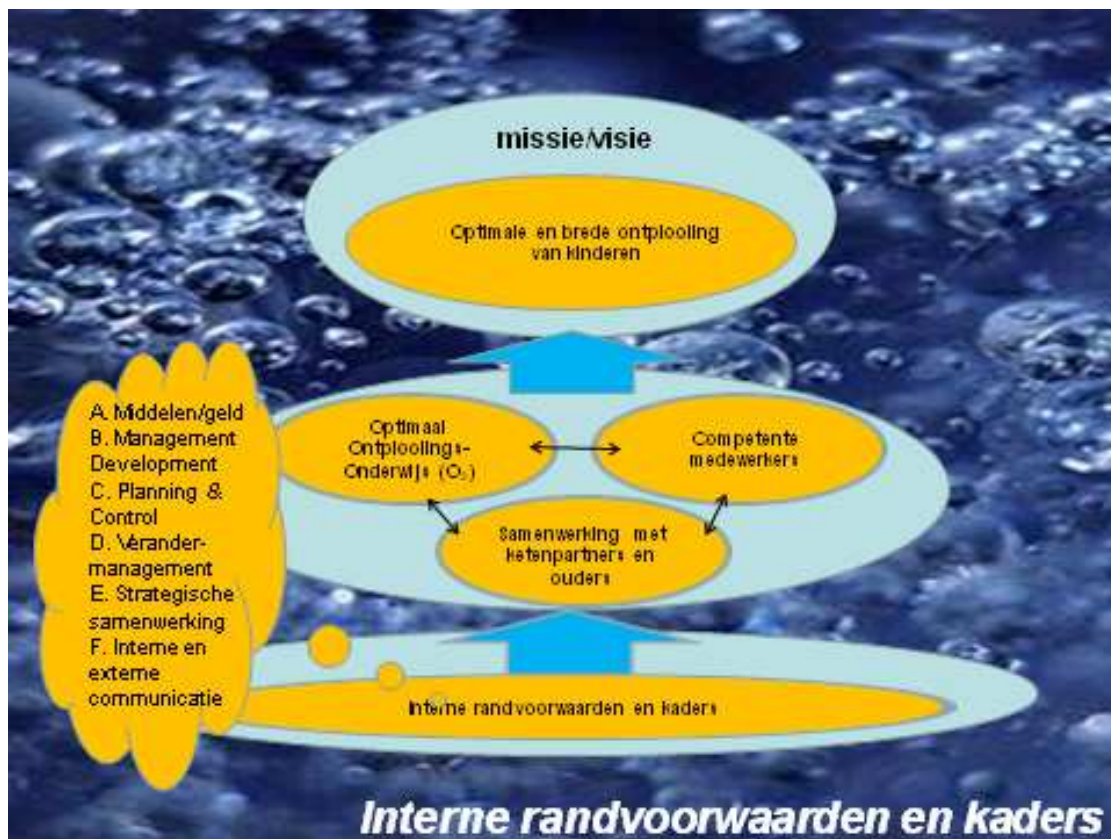 missie/visie
Optimale en brede ontplooiing
van kinderen
A. Middelen/geld
B. Management
Development
C. Planning &
Control
D. Verander-
management
E. Strategische
samenwerking
F. Interne en
externe
communicatie
Optimaal
Ontplooiings-
Onderwijs (O₂)
Competente
medewerkers
Samenwerking met
ketenpartners en
ouders
Interne randvoorwaarden en kaders
Interne randvoorwaarden en kaders